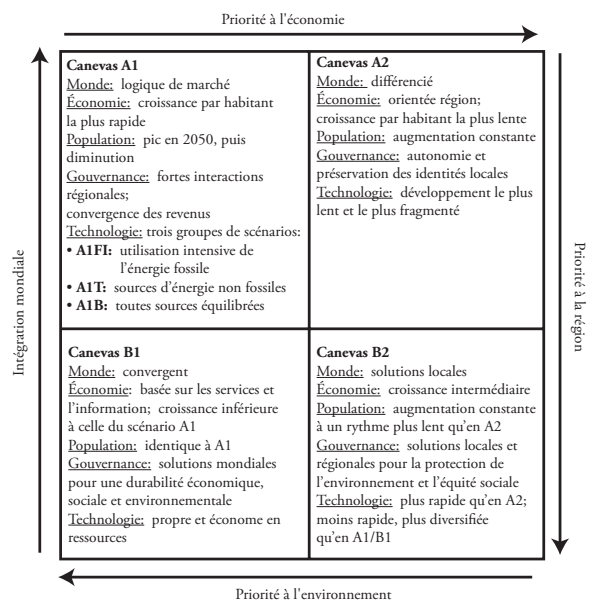 Priorité à l'économie
Intégration mondiale
Canevas A1
Monde: logique de marché
Économie: croissance par habitant
la plus rapide
Population: pic en 2050, puis
diminution
Gouvernance: fortes interactions
régionales;
convergence des revenus
Technologie: trois groupes de scénarios:
• A1FI: utilisation intensive de
l'énergie fossile
• A1T: sources d'énergie non fossiles
• A1B: toutes sources équilibrées
Canevas A2
Monde: différencié
Économie: orientée région;
croissance par habitant la plus lente
Population: augmentation constante
Gouvernance: autonomie et
préservation des identités locales
Technologie: développement le plus
lent et le plus fragmenté
Priorité à la région
Canevas B1
Monde: convergent
Économie: basée sur les services et
l'information; croissance inférieure
à celle du scénario A1
Population: identique à A1
Gouvernance: solutions mondiales
pour une durabilité économique,
sociale et environnementale
Technologie: propre et économe en
ressources
Canevas B2
Monde: solutions locales
Économie: croissance intermédiaire
Population: augmentation constante
à un rythme plus lent qu'en A2
Gouvernance: solutions locales et
régionales pour la protection de
l'environnement et l'équité sociale
Technologie: plus rapide qu'en A2;
moins rapide, plus diversifiée
qu'en A1/B1
Priorité à l'environnement